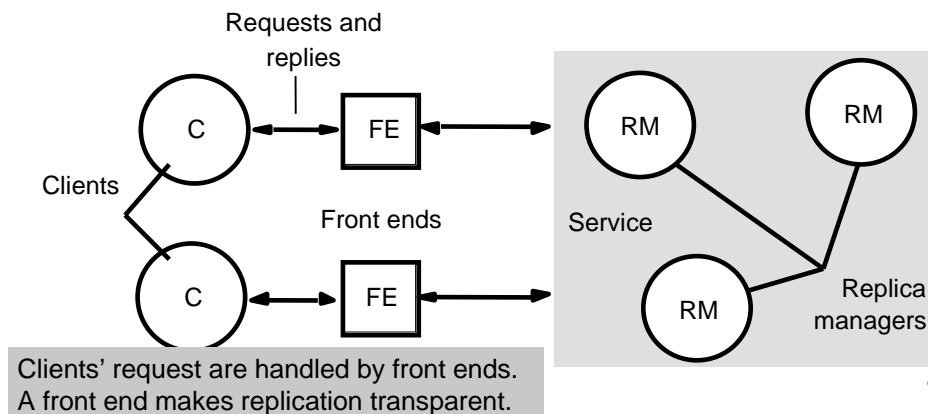 Requests and
replies
C
FE
RM
RM
Clients
Front ends
Service
C
FE
RM
Replica
managers
Clients’ request are handled by front ends.
A front end makes replication transparent.